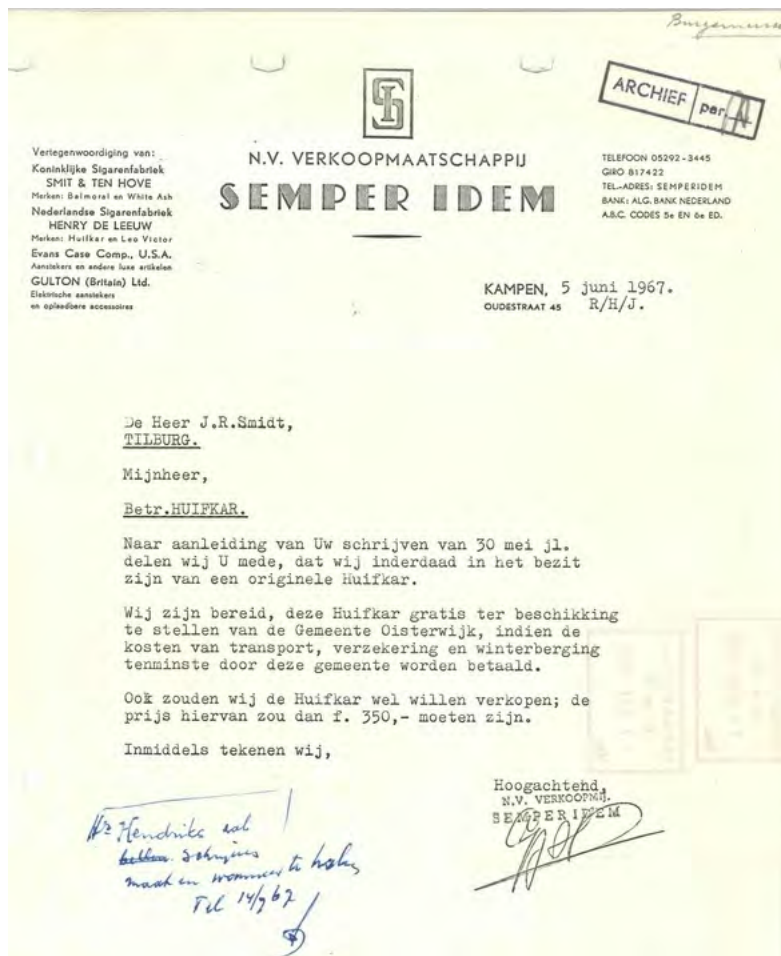 ARCHIEF par.
N.V. VERKOOPMAATSCHAPPIJ
SEMPER IDEM
Vertegenwoordiging van:
Koninklijke Sigarenfabriek
SMIT & TEN HOVE
Merken: Balmoral en White Ash
Nederlandse Sigarenfabriek
HENRY DE LEEUW
Merken: Huifkar en Leo Victor
Evans Case Comp., U.S.A.
Aanstekers en andere luxe artikelen
GULTON (Britain) Ltd.
Elektrische aanstekers
en oplaadbare accessoires
TELEFOON 05292-3445
GIRO 817422
TEL.-ADRES: SEMPERIDEM
BANK: ALG. BANK NEDERLAND
A.B.C. CODES 5e EN 6e ED.
KAMPEN, 5 juni 1967.
OUDESTRAAT 45 R/H/J.
De Heer J.R.Smidt,
TILBURG.
Mijnheer,
Betr.HUIFKAR.
Naar aanleiding van Uw schrijven van 30 mei jl.
delen wij U mede, dat wij inderdaad in het bezit
zijn van een originele Huifkar.
Wij zijn bereid, deze Huifkar gratis ter beschikking
te stellen van de Gemeente Oisterwijk, indien de
kosten van transport, verzekering en winterberging
tenminste door deze gemeente worden betaald.
Ook zouden wij de Huifkar wel willen verkopen; de
prijs hiervan zou dan f. 350,- moeten zijn.
Inmiddels tekenen wij,
Hoogachtend,
N.V. VERKOOPMIJ.
SEMPER IDEM
Hr Hendriks zal
bellen
wanneer te halen
Tel 14/7 67